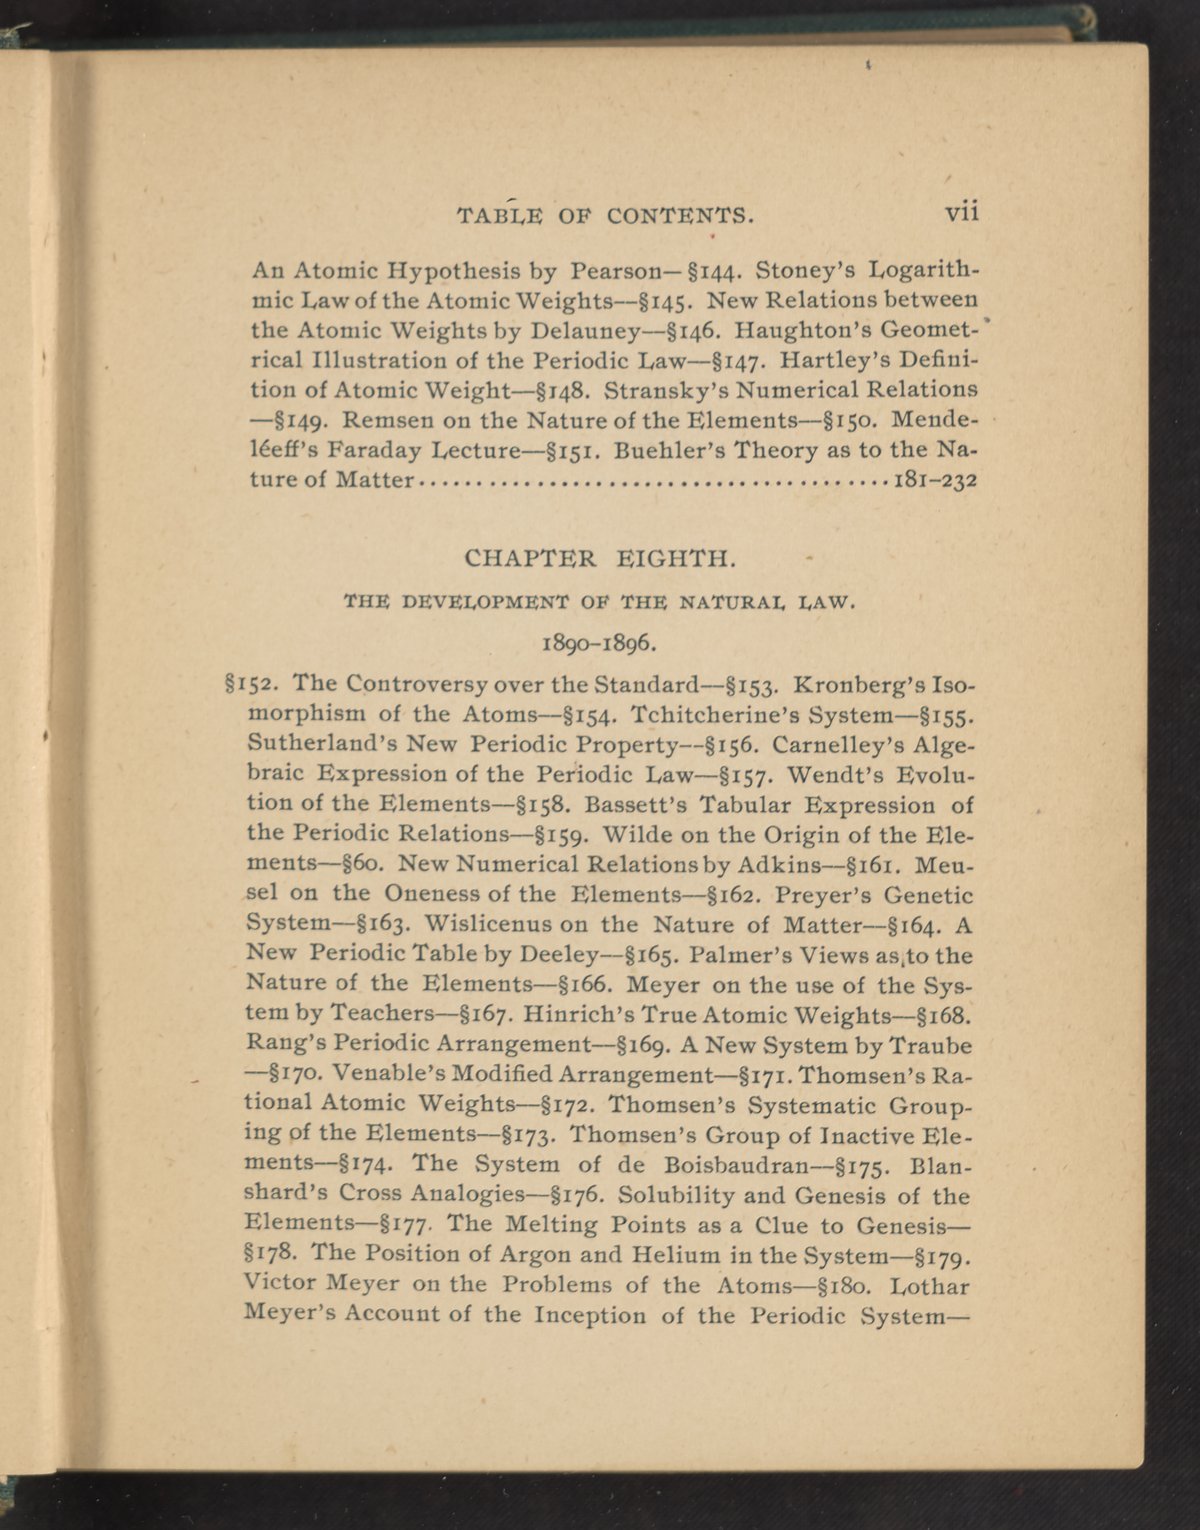 TABLE OF CONTENTS. vii
An Atomic Hypothesis by Pearson—§144. Stoney's Logarith-
mic Law of the Atomic Weights—§145. New Relations between
the Atomic Weights by Delauney—§146. Haughton's Geomet-
rical Illustration of the Periodic Law—§147. Hartley's Defini-
tion of Atomic Weight—§148. Stransky's Numerical Relations
—§149. Remsen on the Nature of the Elements—§150. Mende-
léeff's Faraday Lecture—§151. Buehler's Theory as to the Na-
ture of Matter........................................181–232
CHAPTER EIGHTH.
THE DEVELOPMENT OF THE NATURAL LAW.
1890–1896.
§152. The Controversy over the Standard—§153. Kronberg's Iso-
morphism of the Atoms—§154. Tchitcherine's System—§155.
Sutherland's New Periodic Property—§156. Carnelley's Alge-
braic Expression of the Periodic Law—§157. Wendt's Evolu-
tion of the Elements—§158. Bassett's Tabular Expression of
the Periodic Relations—§159. Wilde on the Origin of the Ele-
ments—§60. New Numerical Relations by Adkins—§161. Meu-
sel on the Oneness of the Elements—§162. Preyer's Genetic
System—§163. Wislicenus on the Nature of Matter—§164. A
New Periodic Table by Deeley—§165. Palmer's Views as to the
Nature of the Elements—§166. Meyer on the use of the Sys-
tem by Teachers—§167. Hinrich's True Atomic Weights—§168.
Rang's Periodic Arrangement—§169. A New System by Traube
—§170. Venable's Modified Arrangement—§171. Thomsen's Ra-
tional Atomic Weights—§172. Thomsen's Systematic Group-
ing of the Elements—§173. Thomsen's Group of Inactive Ele-
ments—§174. The System of de Boisbaudran—§175. Blan-
shard's Cross Analogies—§176. Solubility and Genesis of the
Elements—§177. The Melting Points as a Clue to Genesis—
§178. The Position of Argon and Helium in the System—§179.
Victor Meyer on the Problems of the Atoms—§180. Lothar
Meyer's Account of the Inception of the Periodic System—